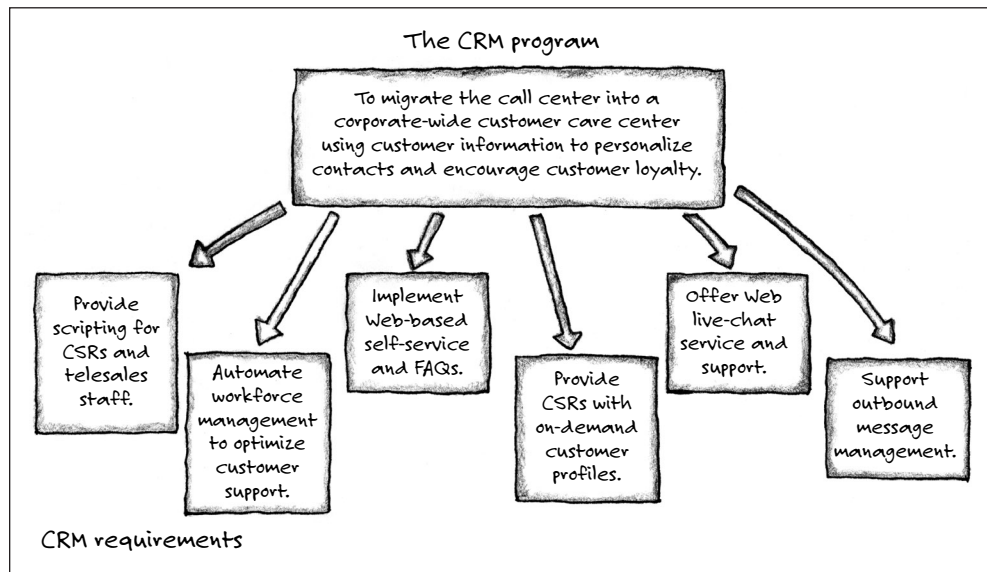 The CRM program
To migrate the call center into a
corporate-wide customer care center
using customer information to personalize
contacts and encourage customer loyalty.
Provide
scripting for
CSRs and
telesales
staff.
Automate
workforce
management
to optimize
customer
support.
Implement
Web-based
self-service
and FAQs.
Provide
CSRs with
on-demand
customer
profiles.
Offer Web
live-chat
service and
support.
Support
outbound
message
management.
CRM requirements